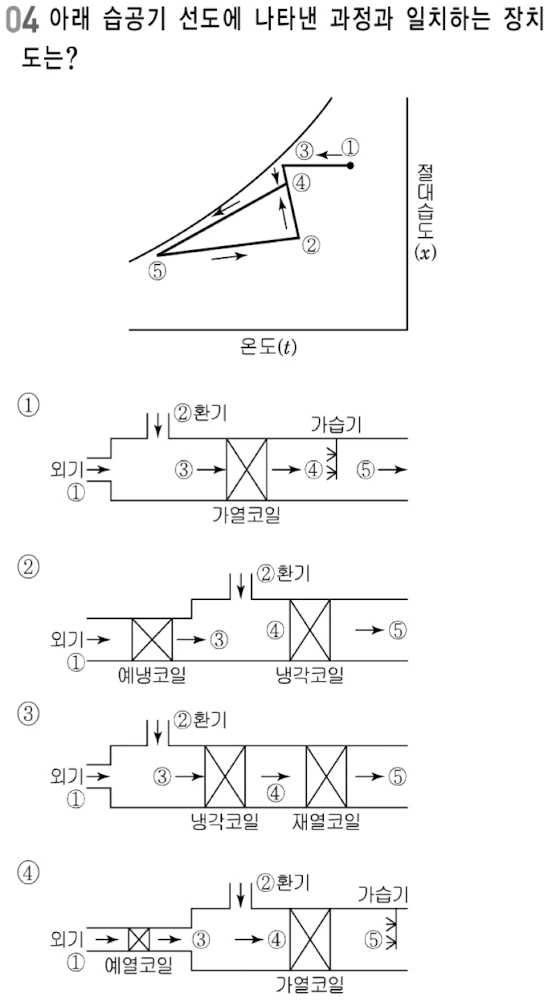 04 아래 습공기 선도에 나타낸 과정과 일치하는 장치
도는?
③ ①
④
②
⑤
절대습도(x)
온도(t)
①
②환기
가습기
외기 ③ ④ ⑤
①
가열코일
②
②환기
외기 ③ ④ ⑤
①
예냉코일 냉각코일
③
②환기
외기 ③ ④ ⑤
①
냉각코일 재열코일
④
②환기
가습기
외기 ③ ④ ⑤
①
예열코일
가열코일